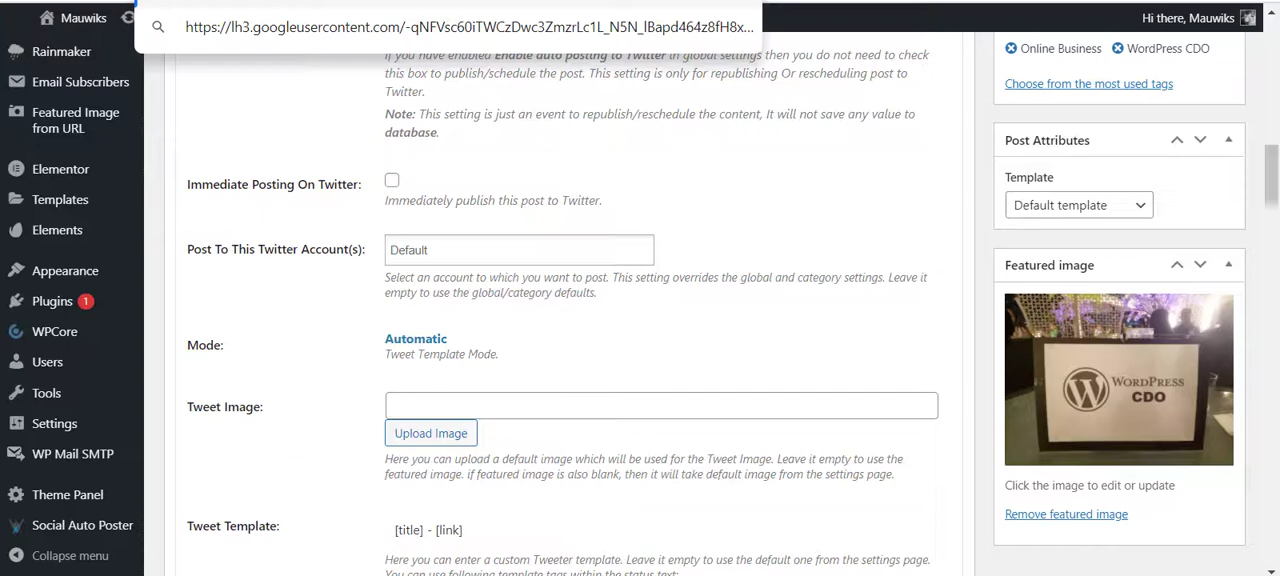 Mauwiks
https://lh3.googleusercontent.com/-qNFVsc60iTWCzDwc3ZmzrLc1L_N5N_lBapd464z8fH8x...
Hi there, Mauwiks
Rainmaker
Email Subscribers
Featured Image
from URL
Elementor
Templates
Elements
Appearance
Plugins 1
WPCore
Users
Tools
Settings
WP Mail SMTP
Theme Panel
Social Auto Poster
Collapse menu
If you have enabled Enable auto posting to Twitter in global settings then you do not need to check
this box to publish/schedule the post. This setting is only for republishing Or rescheduling post to
Twitter.
Note: This setting is just an event to republish/reschedule the content, It will not save any value to
database.
Immediate Posting On Twitter:
Immediately publish this post to Twitter.
Post To This Twitter Account(s):
Default
Select an account to which you want to post. This setting overrides the global and category settings. Leave it
empty to use the global/category defaults.
Mode:
Automatic
Tweet Template Mode.
Tweet Image:
Upload Image
Here you can upload a default image which will be used for the Tweet Image. Leave it empty to use the
featured image. if featured image is also blank, then it will take default image from the settings page.
Tweet Template:
[title] - [link]
Here you can enter a custom Tweeter template. Leave it empty to use the default one from the settings page.
You can use following template tags within the status text:
Online Business WordPress CDO
Choose from the most used tags
Post Attributes
Template
Default template
Featured image
WORDPRESS
CDO
Click the image to edit or update
Remove featured image